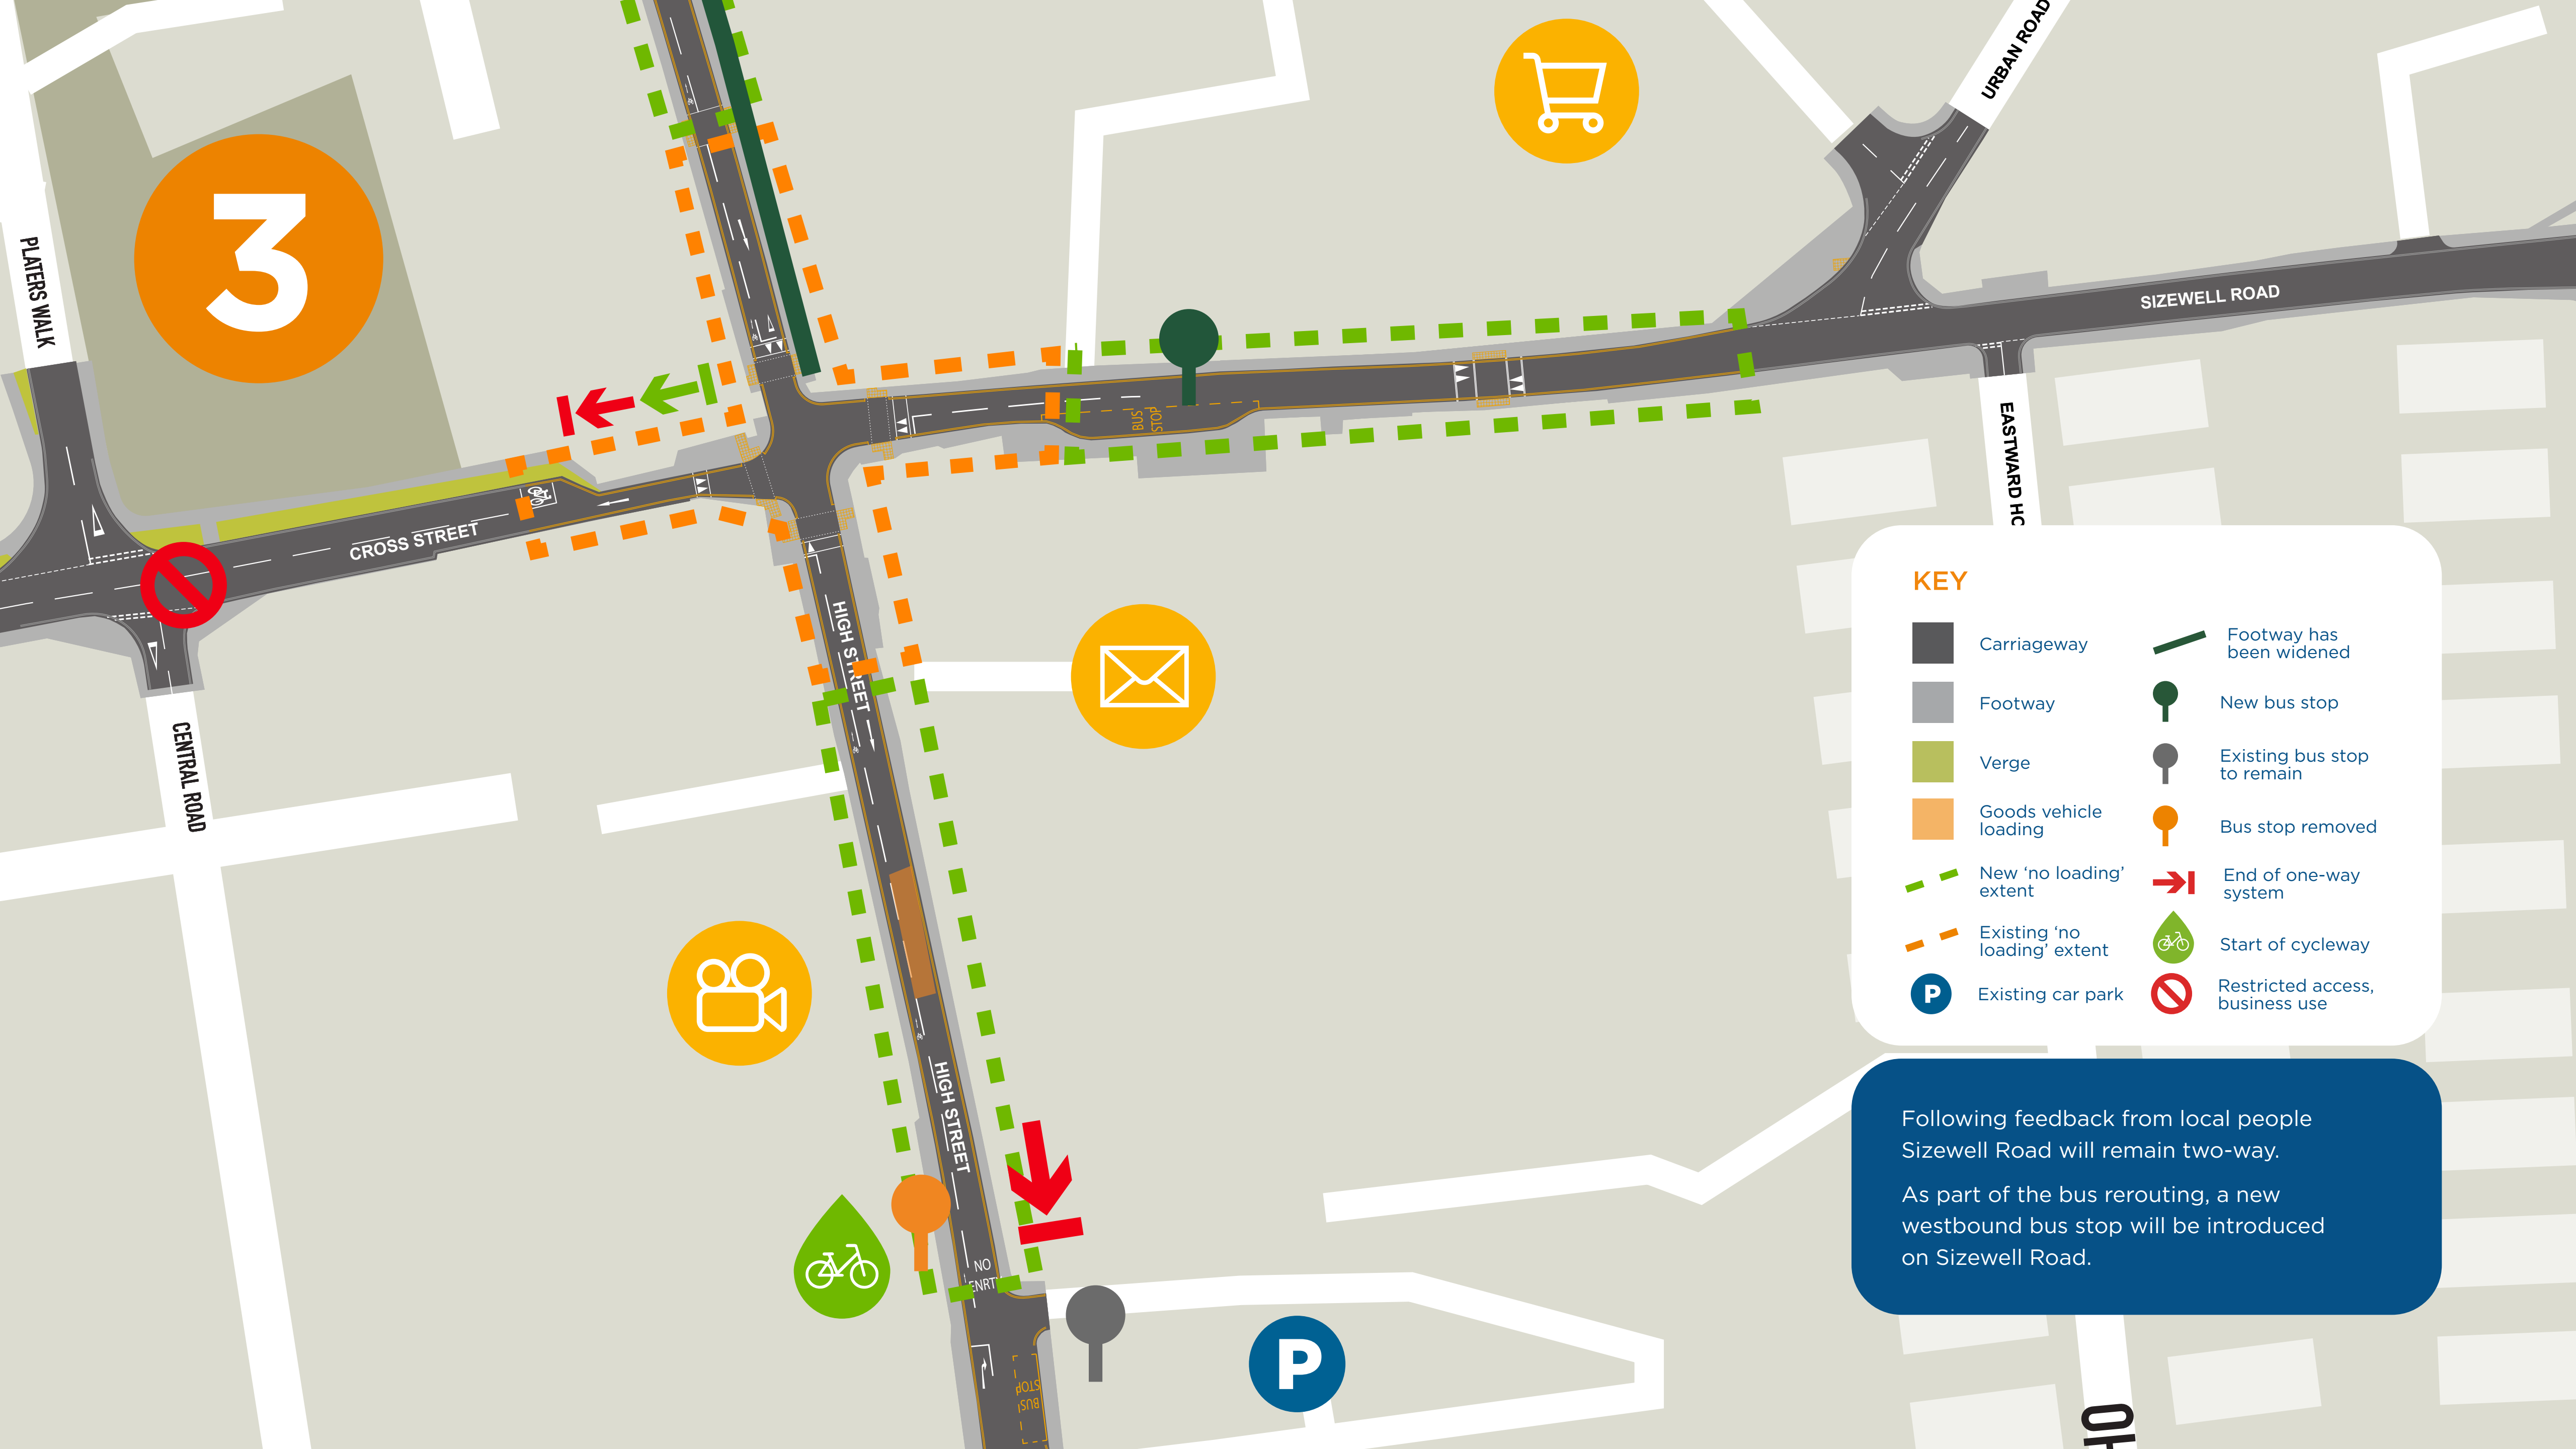 3
PLATERS WALK
URBAN ROAD
SIZEWELL ROAD
BUS
STOP
EASTWARD HO
CROSS STREET
HIGH STREET
CENTRAL ROAD
HIGH STREET
NO
ENRTY
BUS
STOP
P
KEY
Carriageway
Footway
Verge
Goods vehicle
loading
New ‘no loading’
extent
Existing ‘no
loading’ extent
P
Existing car park
Footway has
been widened
New bus stop
Existing bus stop
to remain
Bus stop removed
End of one-way
system
Start of cycleway
Restricted access,
business use
Following feedback from local people
Sizewell Road will remain two-way.
As part of the bus rerouting, a new
westbound bus stop will be introduced
on Sizewell Road.
OH